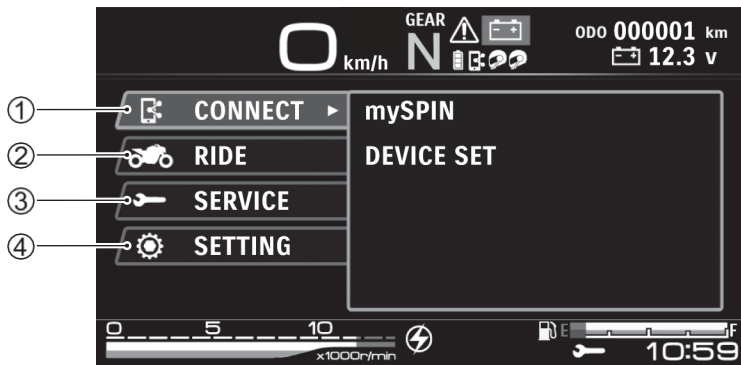 GEAR
0 km/h N
ODO 000001 km
12.3 v
① CONNECT
② RIDE
③ SERVICE
④ SETTING
mySPIN
DEVICE SET
0 5 10
x1000r/min
E F
10:59